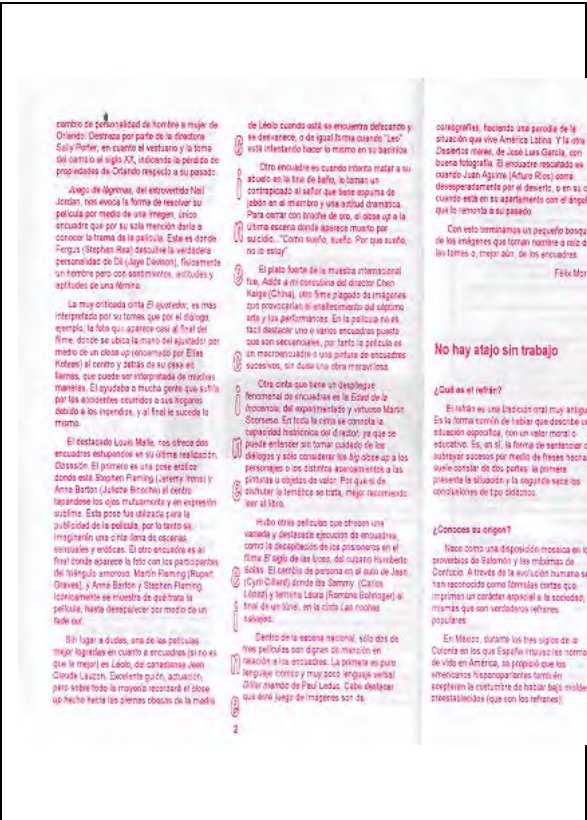 cambio de personalidad de hombre a mujer de
Orlando. Destreza por parte de la directora
Sally Porter, en cuanto el vestuario y la toma
del cambio el siglo XX, indicando la pérdida de
propiedades de Orlando respecto a su pasado.
Juego de lágrimas, del extrovertido Neil
Jordan, nos evoca la forma de resolver su
película por medio de una imagen, único
encuadre que por su sola mención daría a
conocer la trama de la película. Esta es donde
Fergus (Stephen Rea) descubre la verdadera
personalidad de Dil (Jaye Davison), físicamente
un hombre pero con sentimientos, actitudes y
aptitudes de una fémina.
La muy criticada cinta El ajustador, es más
interpretada por su tomas que por el diálogo,
ejemplo, la foto que aparece casi al final del
filme, donde se ubica la mano del ajustador por
medio de un close up (encarnado por Elias
Koteas) al centro y detrás de su casa en
llamas, que puede ser interpretada de muchas
maneras. El ayudaba a mucha gente que sufría
por los accidentes ocurridos a sus hogares
debido a los incendios, y al final le sucede lo
mismo.
El destacado Louis Malle, nos ofrece dos
encuadres estupendos en su última realización,
Obsesión. El primero es una pose erótica
donde está Stephen Fleming (Jeremy Irons) y
Anna Barton (Juliette Binoche) al centro
tapándose los ojos mutuamente y en expresión
sublime. Esta pose fue utilizada para la
publicidad de la película, por lo tanto se
imaginarán una cinta llena de escenas
sensuales y eróticas. El otro encuadre es al
final donde aparece la foto con los participantes
del triángulo amoroso, Martin Fleming (Rupert
Graves), y Anne Barton y Stephen Fleming.
Icónicamente se muestra de qué trata la
película, hasta desaparecer por medio de un
fade out.
Sin lugar a dudas, una de las películas
mejor logradas en cuanto a encuadres (si no es
que la mejor) es Léolo, del canadiense Jean
Claude Lauzon. Excelente guión, actuación,
pero sobre todo la mayoría recordará el close
up hecho hacia las piernas obesas de la madre
de Léolo cuando está se encuentra defecando y
se desvanece, o de igual forma cuando "Leo"
está intentando hacer lo mismo en su bacinica.
Otro encuadre es cuando intenta matar a su
abuelo en la tina de baño, lo toman un
contrapicado al señor que tiene espuma de
jabón en el miembro y una actitud dramática.
Para cerrar con broche de oro, el close up a la
última escena donde aparece muerto por
suicidio... "Como sueño, sueño. Por que sueño,
no lo estoy".
El plato fuerte de la muestra internacional
fue, Adiós a mi concubina del director Chen
Kaige (China), otro filme plagado de imágenes
que provocarían el enaltecimiento del séptimo
arte y los performances. En la película no es
fácil destacar uno o varios encuadres puesto
que son secuenciales, por tanto la película es
un macroencuadre o una pintura de encuadres
sucesivos, sin duda una obra maravillosa.
Otra cinta que tiene un despliegue
fenomenal de encuadres es la Edad de la
inocencia, del experimentado y virtuoso Martin
Scorsese. En toda la cinta se connota la
capacidad histriónica del director, ya que se
puede entender sin tomar cuidado de los
diálogos y sólo considerar los big close up a los
personajes o los distintos acercamientos a las
pinturas u objetos de valor. Por que si de
disfrutar la temática se trata, mejor recomiendo
leer el libro.
Hubo otras películas que ofrecen una
variada y destacada ejecución de encuadres,
como la decapitación de los prisioneros en el
filme El siglo de las luces, del cubano Humberto
Solas. El cambio de persona en el auto de Jean
(Cyril Collard) donde las Sammy (Carlos
López) y termina Laura (Romane Bohringer) al
final de un túnel, en la cinta Las noches
salvajes.
Dentro de la escena nacional, sólo dos de
tres películas son dignas de mención en
relación a los encuadres. La primera es puro
lenguaje cómico y muy poco lenguaje verbal
Dólar mambo de Paul Leduc. Cabe destacar
que este juego de imágenes son de
2
coreografías, haciendo una parodia de la
situación que vive América Latina. Y la otra
Desiertos mares, de José Luis García, con
buena fotografía. El encuadre rescatado es
cuando Juan Aguirre (Arturo Ríos) corre
desesperadamente por el desierto, o en su
cuando está en su apartamento con el ángel
que lo remonta a su pasado.
Con esto terminamos un pequeño
de los imágenes que toman nombre a raíz
las tomas o, mejor aún, de los encuadres.
Félix
No hay atajo sin trabajo
¿Qué es el refrán?
El refrán es una tradición oral muy
Es la forma común de hablar que describe
situación específica, con un valor moral o
educativo. Es, en sí, la forma de sentenciar
subrayar sucesos por medio de frases
suele constar de dos partes: la primera
presenta la situación y la segunda saca las
conclusiones de tipo didáctico.
¿Conoces su origen?
Nace como una disposición mosaica en
proverbios de Salomón y las máximas de
Confucio. A través de la evolución humana
han reconocido como fórmulas cortas que
imprimen un carácter especial a la sociedad,
mismas que son verdaderos refranes
populares.
En México, durante los tres siglos de la
Colonia en los que España impuso las
de vida en América, se propició que los
americanos hispanoparlantes también
aceptaran la costumbre de hablar bajo
preestablecidos (que son los refranes)